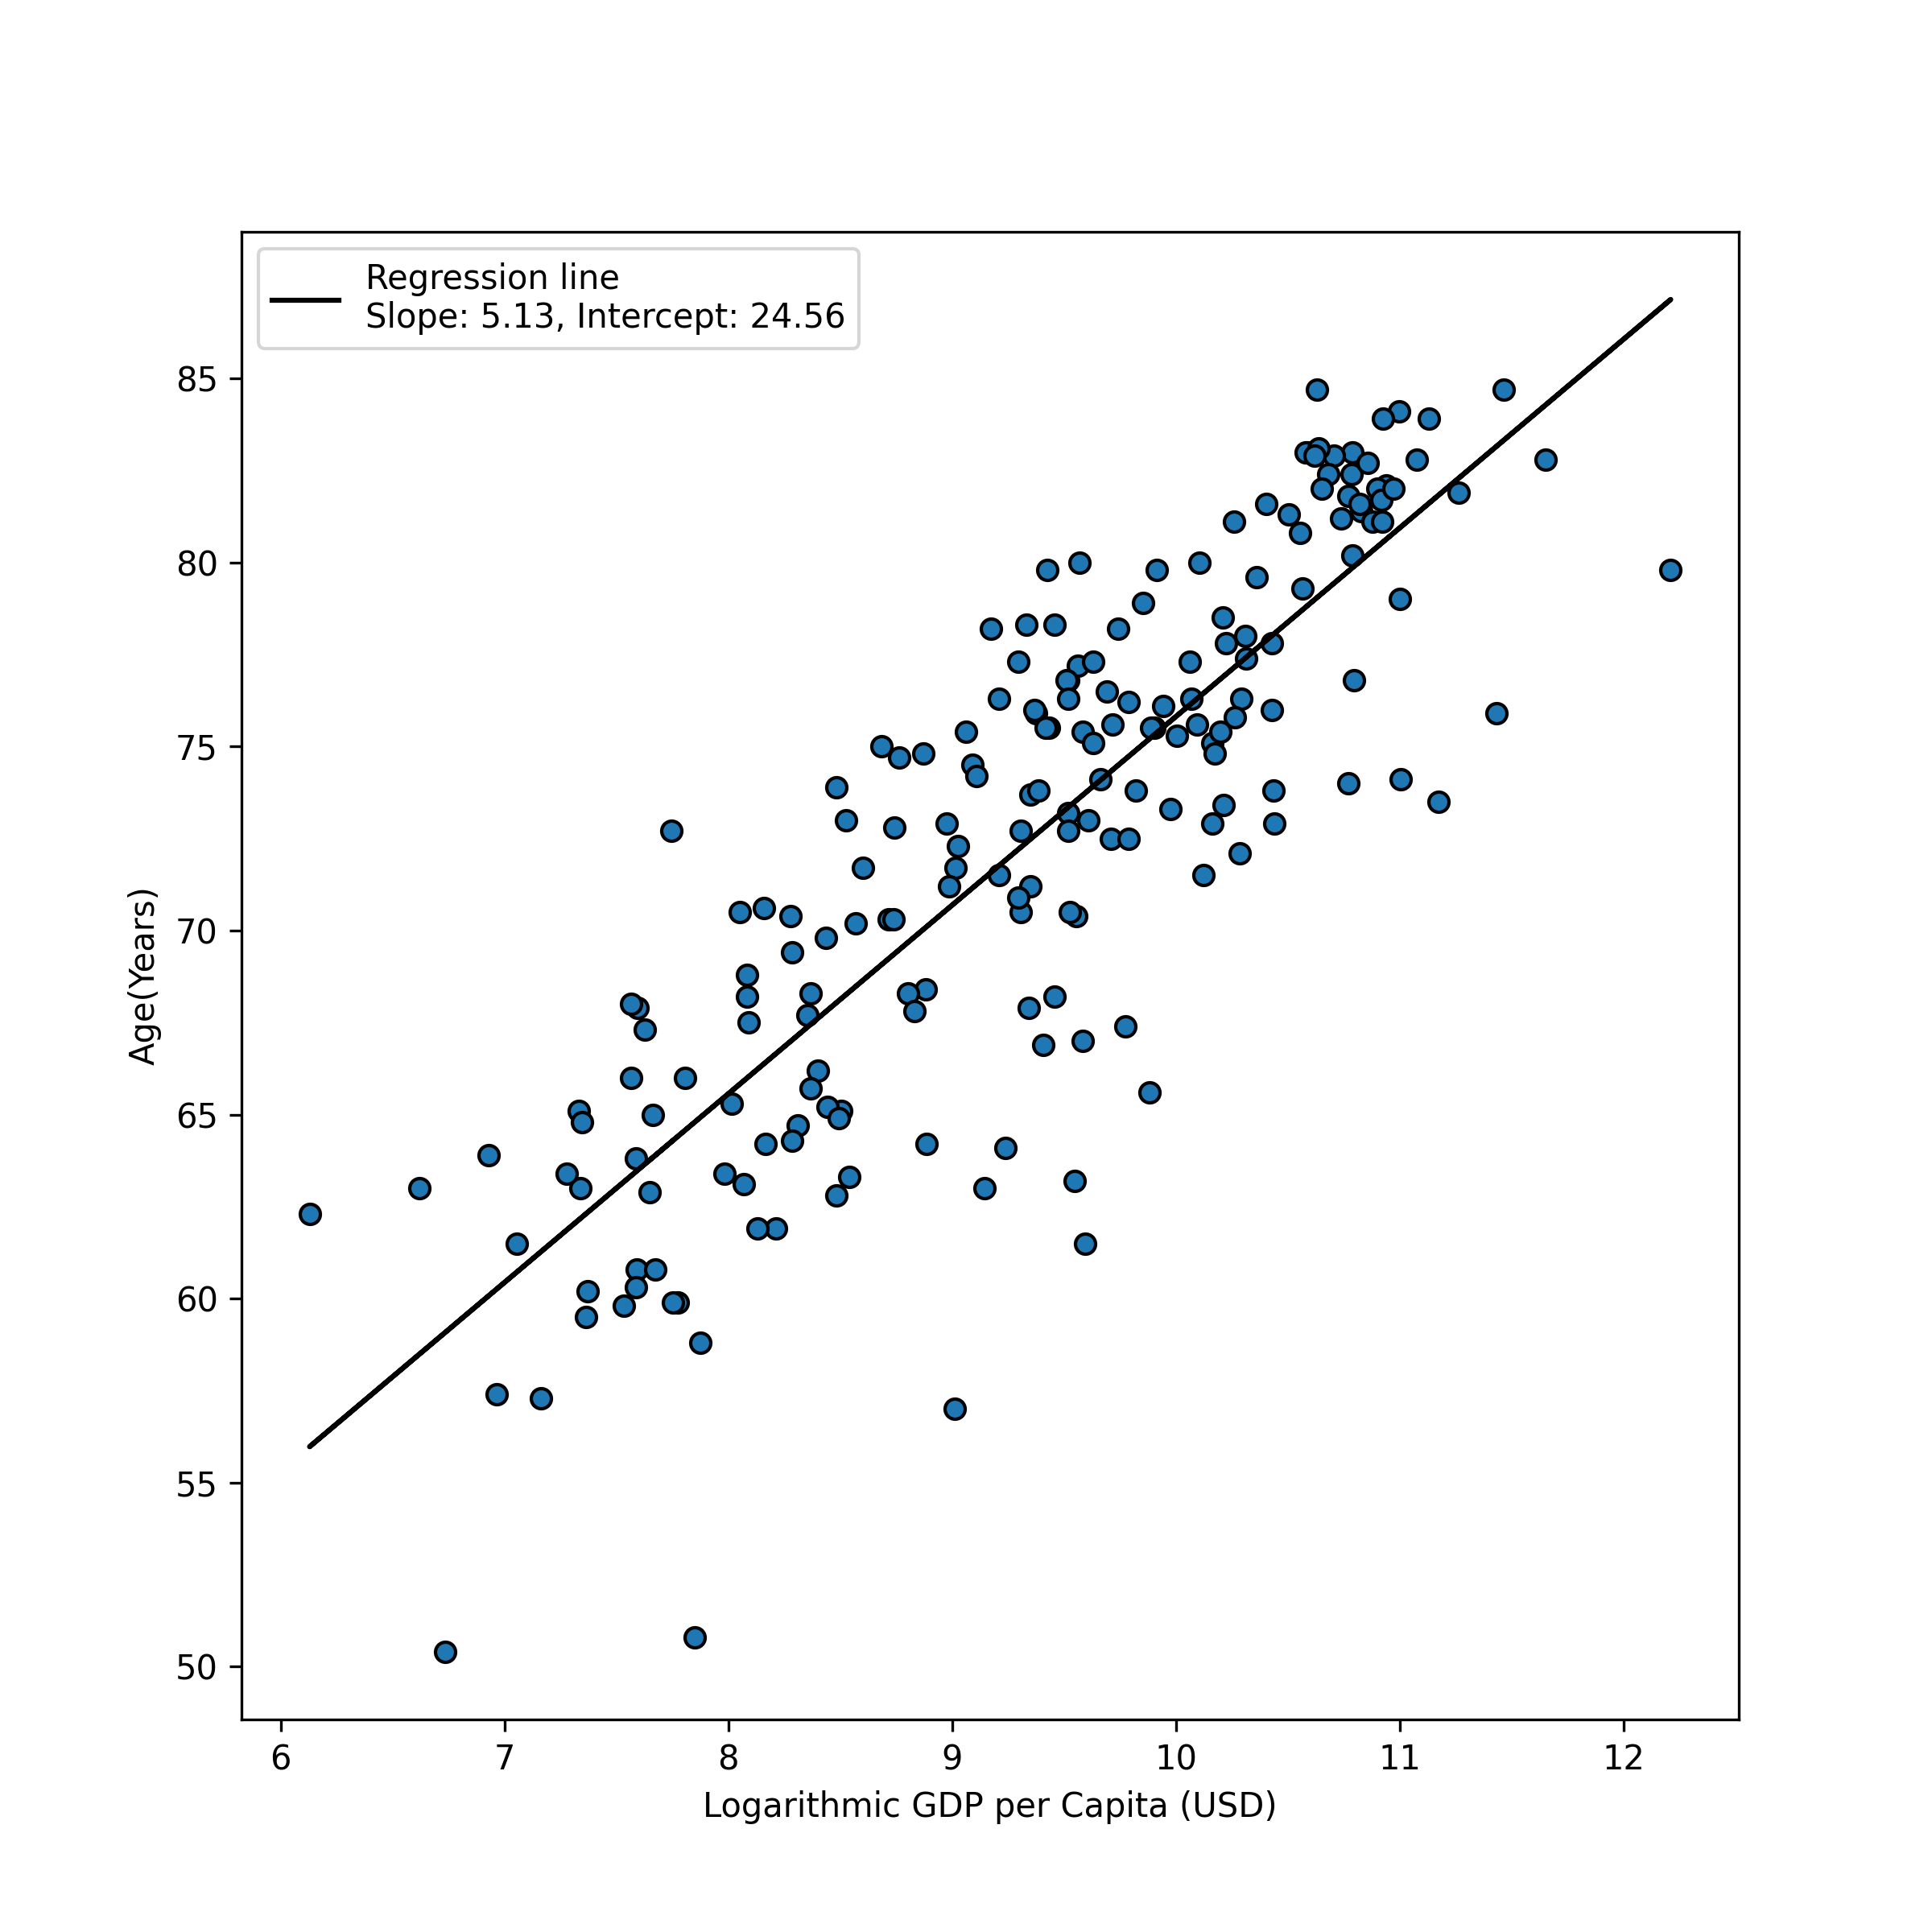 Regression line
Slope: 5.13, Intercept: 24.56
85
80
75
70
65
60
55
50
Age(Years)
6 7 8 9 10 11 12
Logarithmic GDP per Capita (USD)